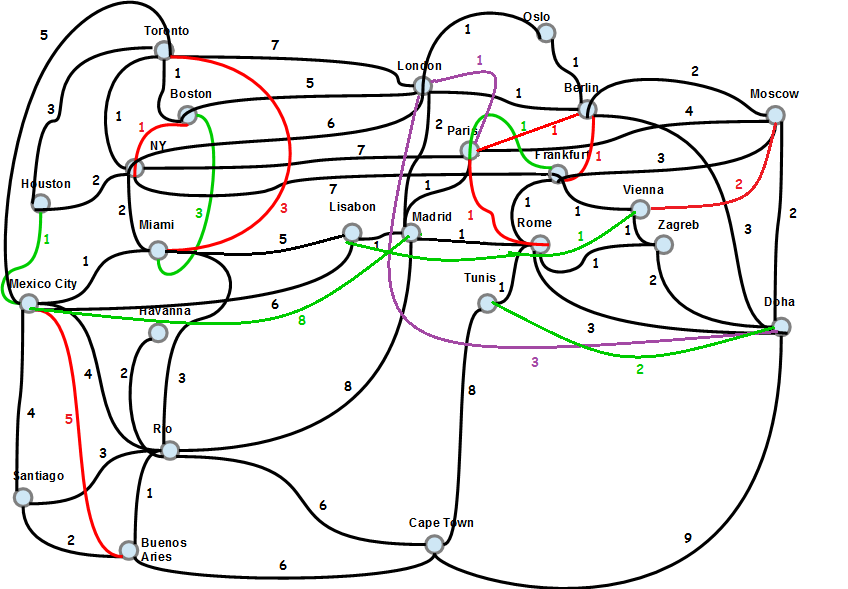 Oslo
5
Toronto
1
7
London
1
1
Berlin
2
Moscow
1
5
1
Boston
3
1
1
6
2
Paris
1
1
4
NY
7
Frankfurt
1
3
Houston
2
7
1
1
1
Vienna
2
2
3
3
Lisabon
Madrid
1
Rome
1
Zagreb
2
3
1
Miami
5
1
1
1
1
1
Tunis
1
2
Mexico City
6
Havanna
8
3
Doha
3
2
4
2
3
8
8
4
5
Rio
3
Santiago
1
6
Cape Town
2
Buenos
Aries
6
9